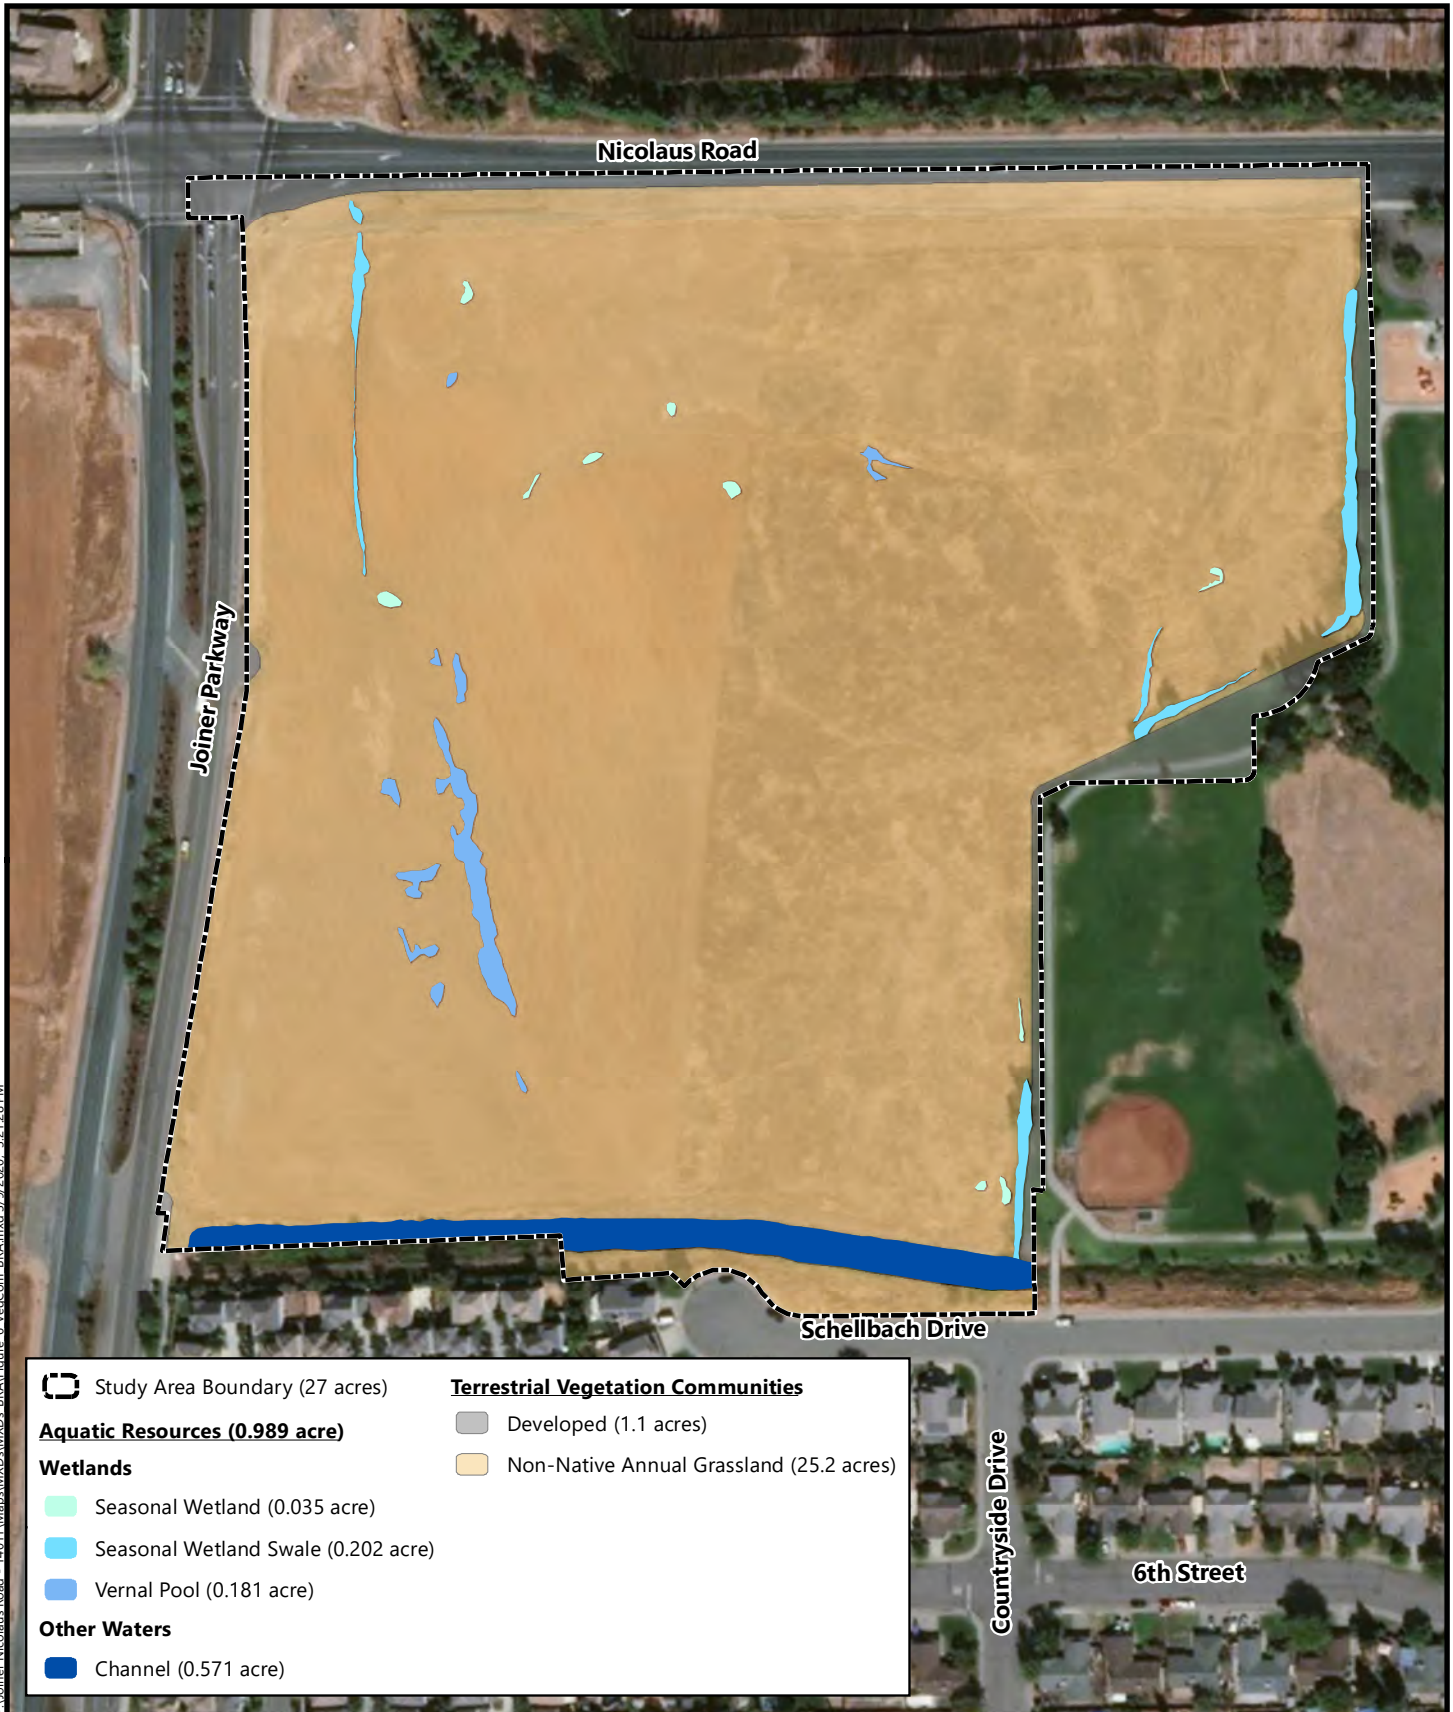 Nicolaus Road
Joiner Parkway
Schellbach Drive
Countryside Drive
6th Street
Study Area Boundary (27 acres)
Aquatic Resources (0.989 acre)
Wetlands
Seasonal Wetland (0.035 acre)
Seasonal Wetland Swale (0.202 acre)
Vernal Pool (0.181 acre)
Other Waters
Channel (0.571 acre)
Terrestrial Vegetation Communities
Developed (1.1 acres)
Non-Native Annual Grassland (25.2 acres)